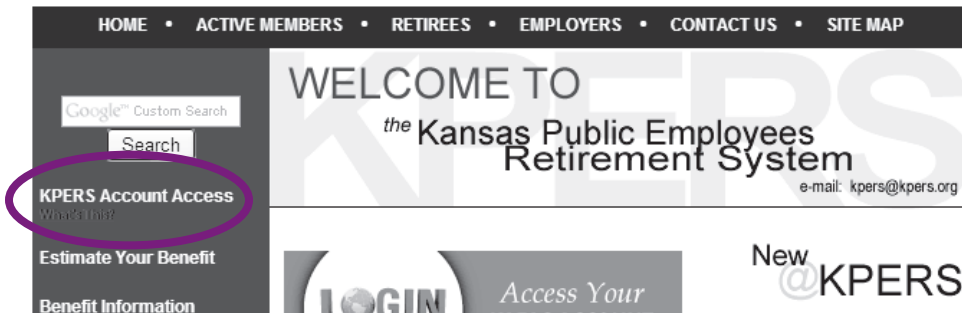 HOME • ACTIVE MEMBERS • RETIREES • EMPLOYERS • CONTACT US • SITE MAP
KPERS
WELCOME TO
the Kansas Public Employees
Retirement System
e-mail: kpers@kpers.org
Google™ Custom Search
Search
KPERS Account Access
What's This?
Estimate Your Benefit
Benefit Information
LOGIN
Access Your
New
@KPERS